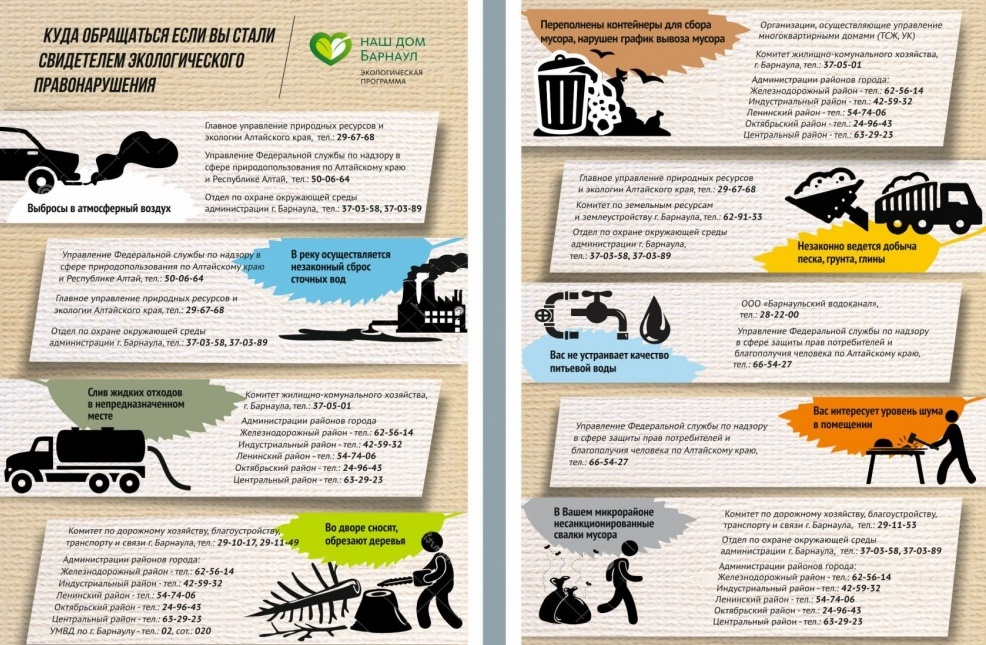 КУДА ОБРАЩАТЬСЯ ЕСЛИ ВЫ СТАЛИ
СВИДЕТЕЛЕМ ЭКОЛОГИЧЕСКОГО
ПРАВОНАРУШЕНИЯ
НАШ ДОМ
БАРНАУЛ
ЭКОЛОГИЧЕСКАЯ
ПРОГРАММА
Главное управление природных ресурсов и
экологии Алтайского края, тел.: 29-67-68
Управление Федеральной службы по надзору в
сфере природопользования по Алтайскому краю
и Республике Алтай, тел.: 50-06-64
Отдел по охране окружающей среды
администрации г. Барнаула, тел.: 37-03-58, 37-03-89
Выбросы в атмосферный воздух
Управление Федеральной службы по надзору в
сфере природопользования по Алтайскому краю
и Республике Алтай, тел.: 50-06-64
Главное управление природных ресурсов и
экологии Алтайского края, тел.: 29-67-68
Отдел по охране окружающей среды
администрации г. Барнаула, тел.: 37-03-58, 37-03-89
В реку осуществляется
незаконный сброс
сточных вод
Слив жидких отходов
в непредназначенном
месте
Комитет жилищно-комунального хозяйства,
г. Барнаула, тел.: 37-05-01
Администрации районов города
Железнодорожный район - тел.: 62-56-14
Индустриальный район - тел.: 42-59-32
Ленинский район - тел.: 54-74-06
Октябрьский район - тел.: 24-96-43
Центральный район - тел.: 63-29-23
Комитет по дорожному хозяйству, благоустройству,
транспорту и связи г. Барнаула, тел.: 29-10-17, 29-11-49
Администрации районов города:
Железнодорожный район - тел.: 62-56-14
Индустриальный район - тел.: 42-59-32
Ленинский район - тел.: 54-74-06
Октябрьский район - тел.: 24-96-43
Центральный район - тел.: 63-29-23
УМВД по г. Барнаулу - тел.: 02, сот.: 020
Во дворе сносят,
обрезают деревья
Переполнены контейнеры для сбора
мусора, нарушен график вывоза мусора
Организации, осуществляющие управление
многоквартирными домами (ТСЖ, УК)
Комитет жилищно-комунального хозяйства,
г. Барнаула, тел.: 37-05-01
Администрации районов города:
Железнодорожный район - тел.: 62-56-14
Индустриальный район - тел.: 42-59-32
Ленинский район - тел.: 54-74-06
Октябрьский район - тел.: 24-96-43
Центральный район - тел.: 63-29-23
Главное управление природных ресурсов
и экологии Алтайского края, тел.: 29-67-68
Комитет по земельным ресурсам
и землеустройству г. Барнаула, тел.: 62-91-33
Отдел по охране окружающей среды
администрации г. Барнаула,
тел.: 37-03-58, 37-03-89
Незаконно ведется добыча
песка, грунта, глины
Вас не устраивает качество
питьевой воды
ООО «Барнаульский водоканал»,
тел.: 28-22-00
Управление Федеральной службы по надзору
в сфере защиты прав потребителей и
благополучия человека по Алтайскому краю,
тел.: 66-54-27
Управление Федеральной службы по надзору
в сфере защиты прав потребителей и
благополучия человека по Алтайскому краю,
тел.: 66-54-27
Вас интересует уровень шума
в помещении
В Вашем микрорайоне
несанкционированные
свалки мусора
Комитет по дорожному хозяйству, благоустройству,
транспорту и связи г. Барнаула, тел.: 29-11-53
Отдел по охране окружающей среды
администрации г. Барнаула, тел.: 37-03-58, 37-03-89
Администрации районов города:
Железнодорожный район - тел.: 62-56-14
Индустриальный район - тел.: 42-59-32
Ленинский район - тел.: 54-74-06
Октябрьский район - тел.: 24-96-43
Центральный район - тел.: 63-29-23